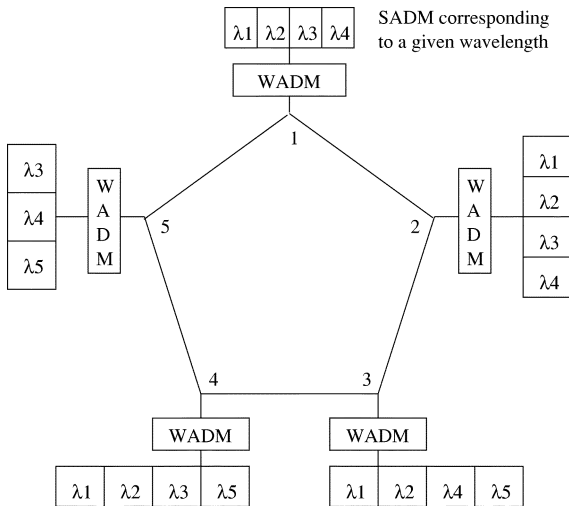 λ1 λ2 λ3 λ4
SADM corresponding
to a given wavelength
WADM
1
λ3
λ4
λ5
W
A
D
M
5
2
W
A
D
M
λ1
λ2
λ3
λ4
4
3
WADM
WADM
λ1 λ2 λ3 λ5
λ1 λ2 λ4 λ5